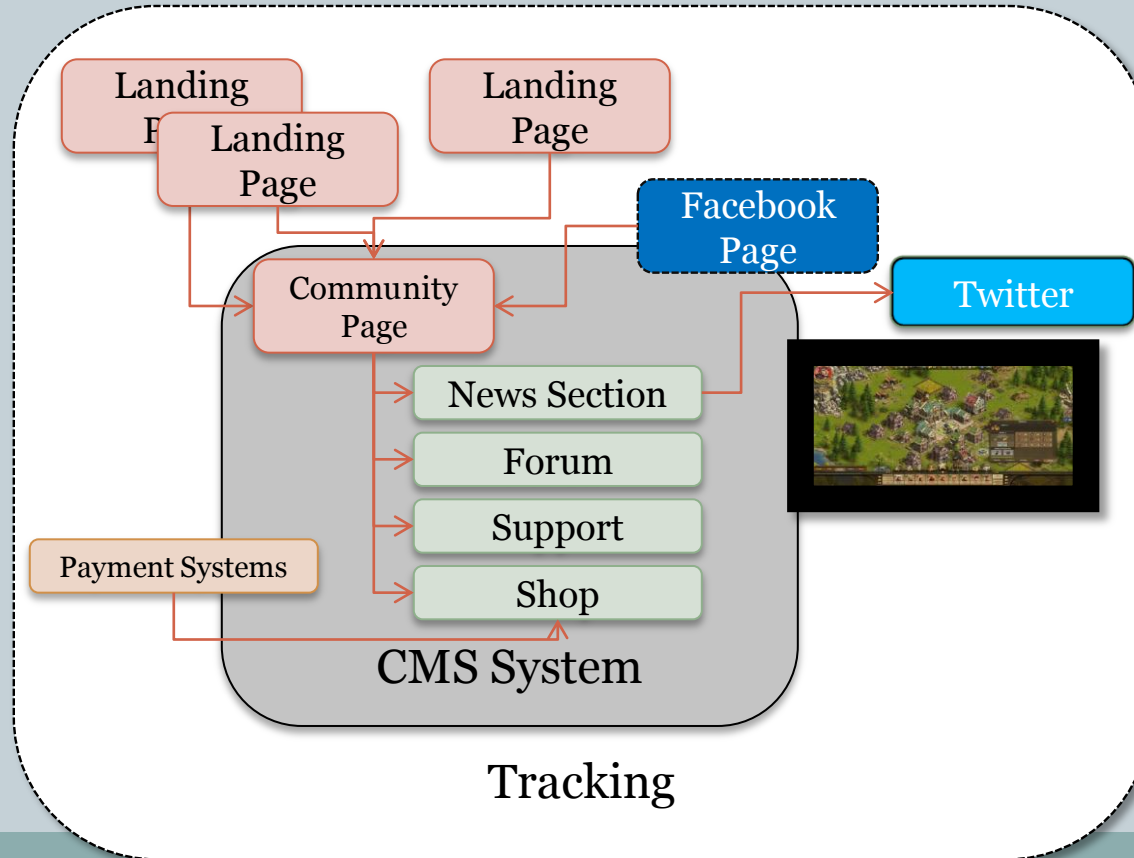 Landing
P
Landing
Page
Landing
Page
Facebook
Page
Twitter
Community
Page
News Section
Forum
Support
Shop
Payment Systems
CMS System
Tracking